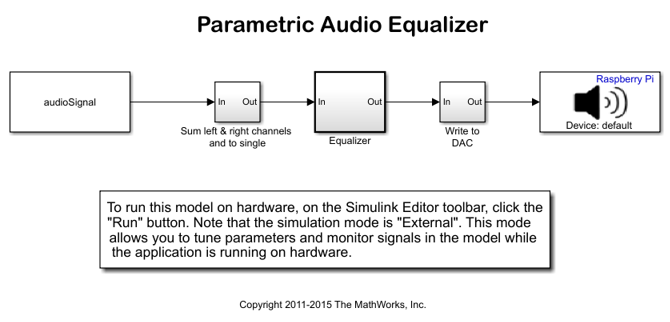 Parametric Audio Equalizer
Raspberry Pi
audioSignal
In Out
In Out
In Out
Device: default
Sum left & right channels
and to single
Equalizer
Write to
DAC
To run this model on hardware, on the Simulink Editor toolbar, click the
"Run" button. Note that the simulation mode is "External". This mode
allows you to tune parameters and monitor signals in the model while
the application is running on hardware.
Copyright 2011-2015 The MathWorks, Inc.